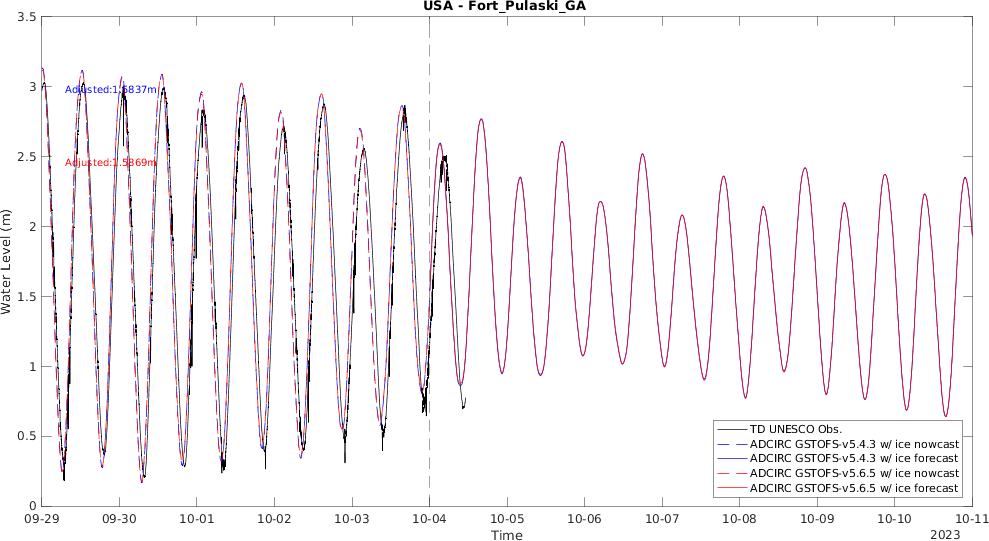 USA - Fort_Pulaski_GA
3.5
3
2.5
2
1.5
1
0.5
0
Water Level (m)
Adjusted:1.5837m
Adjusted:1.5869m
TD UNESCO Obs.
ADCIRC GSTOFS-v5.4.3 w/ ice nowcast
ADCIRC GSTOFS-v5.4.3 w/ ice forecast
ADCIRC GSTOFS-v5.6.5 w/ ice nowcast
ADCIRC GSTOFS-v5.6.5 w/ ice forecast
09-29 09-30 10-01 10-02 10-03 10-04 10-05 10-06 10-07 10-08 10-09 10-10 10-11
Time
2023